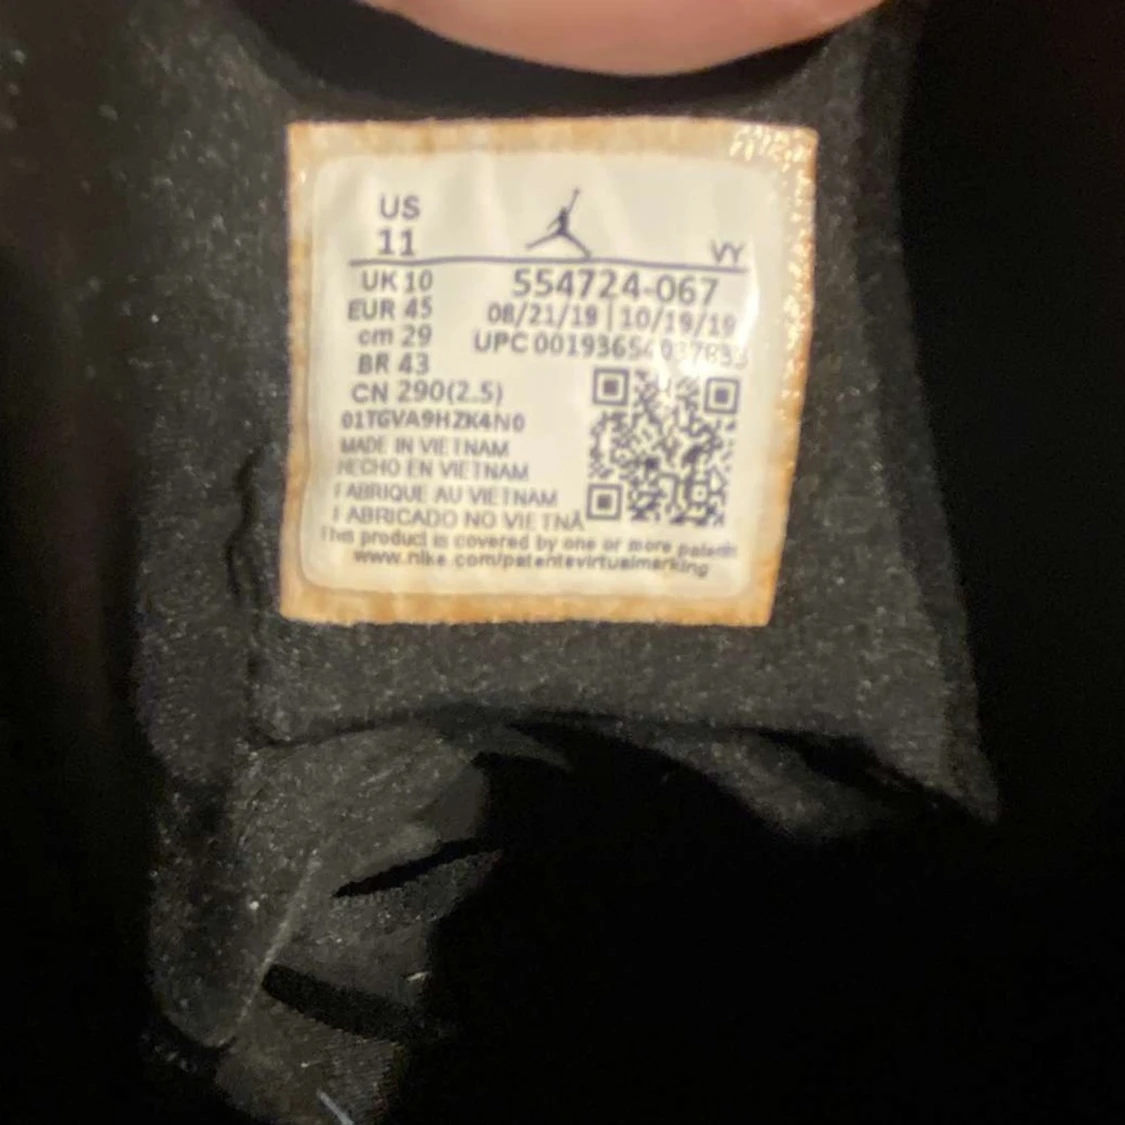 US
11
VY
UK 10
554724-067
EUR 45
08/21/19 | 10/19/19
cm 29
UPC
BR 43
CN 290(2.5)
01TGVA9HZK4N0
MADE IN VIETNAM
HECHO EN VIETNAM
FABRIQUE AU VIETNAM
FABRICADO NO VIETNÃ
This product is covered by one or more patents
www.nike.com/patentsvirtualmarking